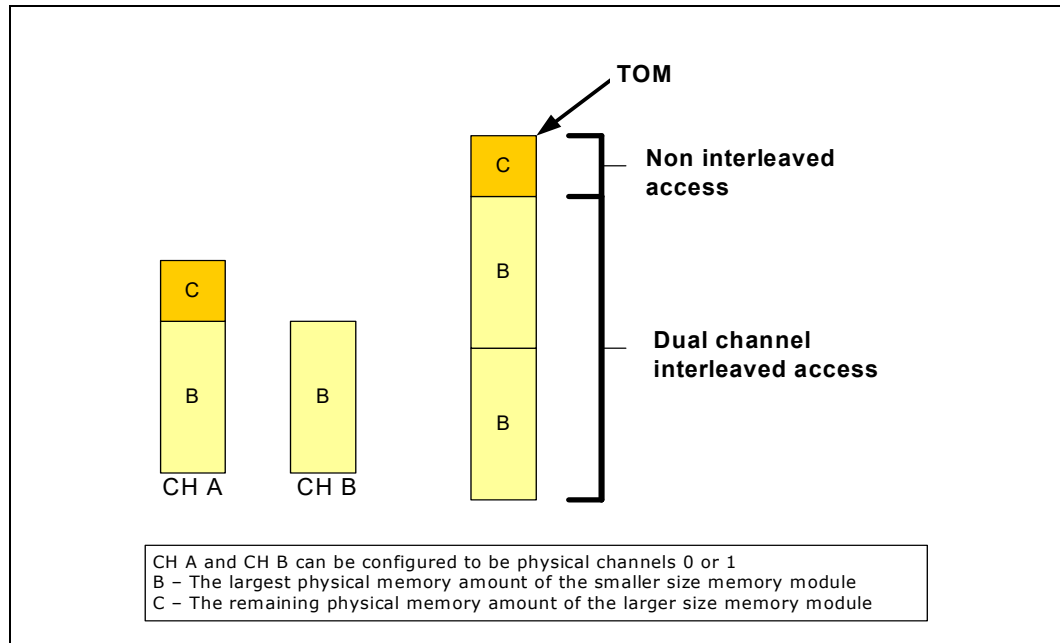 TOM
C
Non interleaved
access
B
C
Dual channel
interleaved access
B
B
B
CH A
CH B
CH A and CH B can be configured to be physical channels 0 or 1
B – The largest physical memory amount of the smaller size memory module
C – The remaining physical memory amount of the larger size memory module